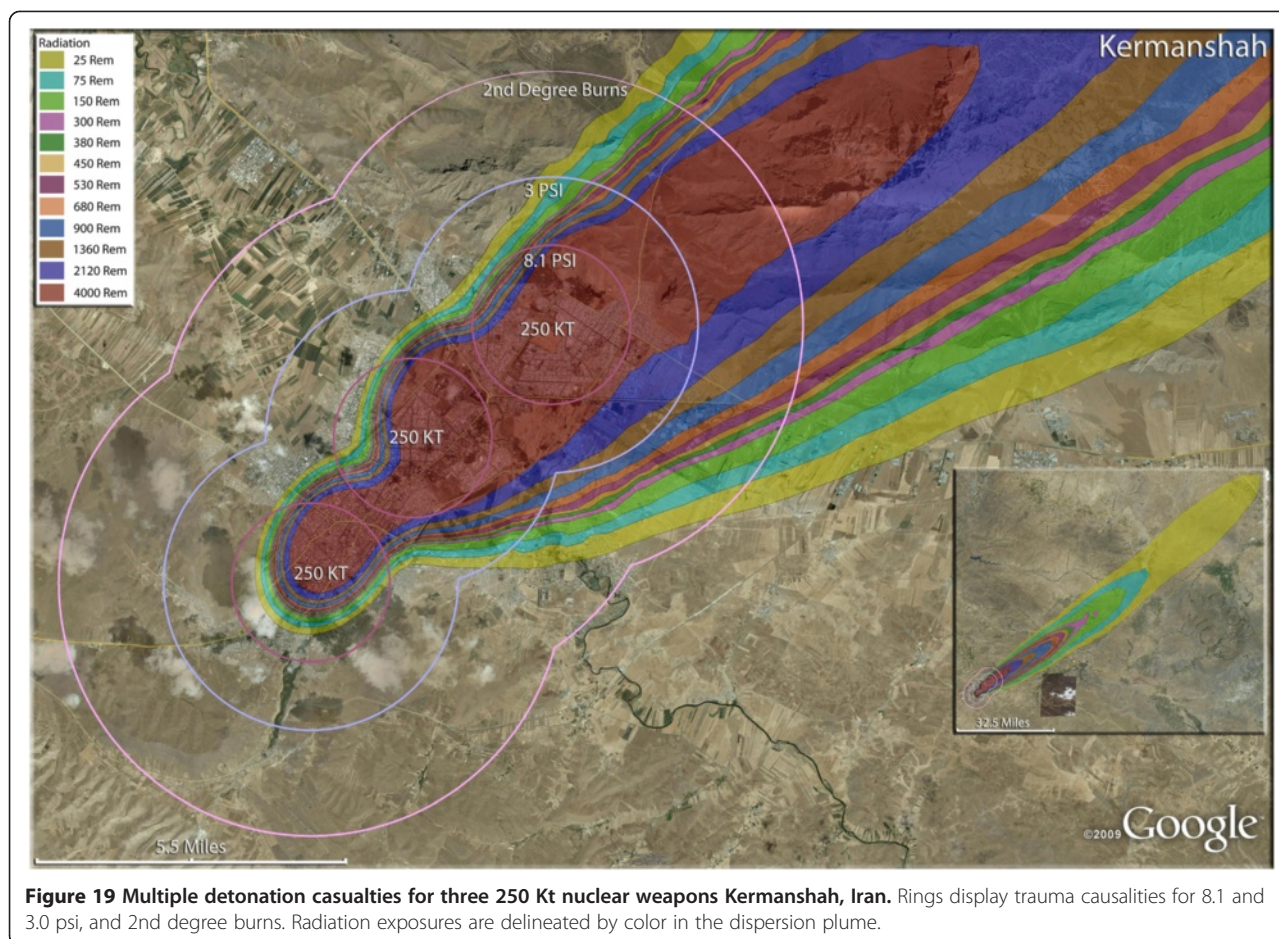 Radiation
25 Rem
75 Rem
150 Rem
300 Rem
380 Rem
450 Rem
530 Rem
680 Rem
900 Rem
1360 Rem
2120 Rem
4000 Rem
Kermanshah
2nd Degree Burns
3 PSI
8.1 PSI
250 KT
250 KT
250 KT
32.5 Miles
5.5 Miles
©2009 Google
Figure 19 Multiple detonation casualties for three 250 Kt nuclear weapons Kermanshah, Iran. Rings display trauma causalities for 8.1 and
3.0 psi, and 2nd degree burns. Radiation exposures are delineated by color in the dispersion plume.